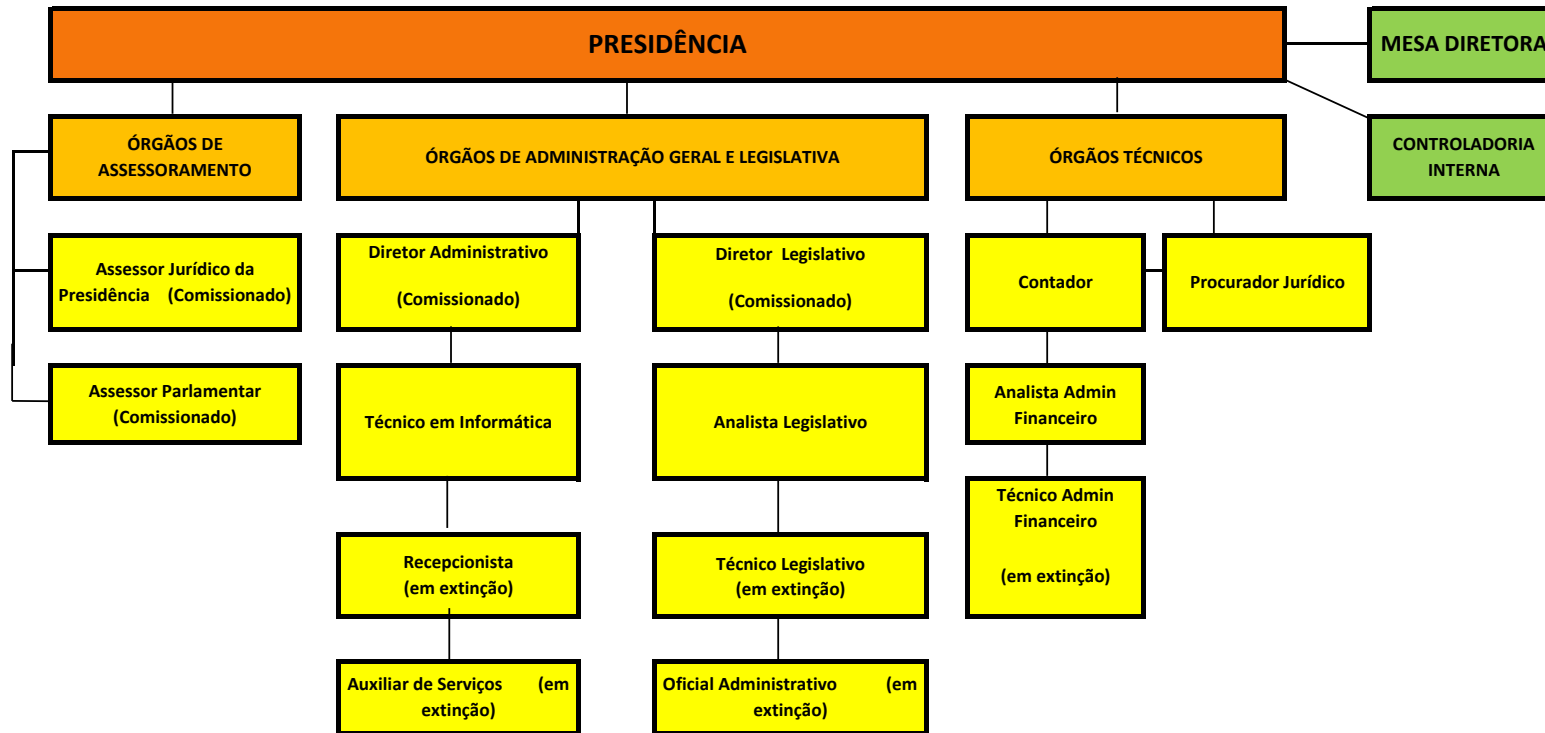 PRESIDÊNCIA
MESA DIRETORA
ÓRGÃOS DE
ASSESSORAMENTO
ÓRGÃOS DE ADMINISTRAÇÃO GERAL E LEGISLATIVA
ÓRGÃOS TÉCNICOS
CONTROLADORIA
INTERNA
Assessor Jurídico da
Presidência (Comissionado)
Diretor Administrativo
(Comissionado)
Diretor Legislativo
(Comissionado)
Contador
Procurador Jurídico
Assessor Parlamentar
(Comissionado)
Técnico em Informática
Analista Legislativo
Analista Admin
Financeiro
Técnico Admin
Financeiro
(em extinção)
Recepcionista
(em extinção)
Técnico Legislativo
(em extinção)
Auxiliar de Serviços (em
extinção)
Oficial Administrativo (em
extinção)